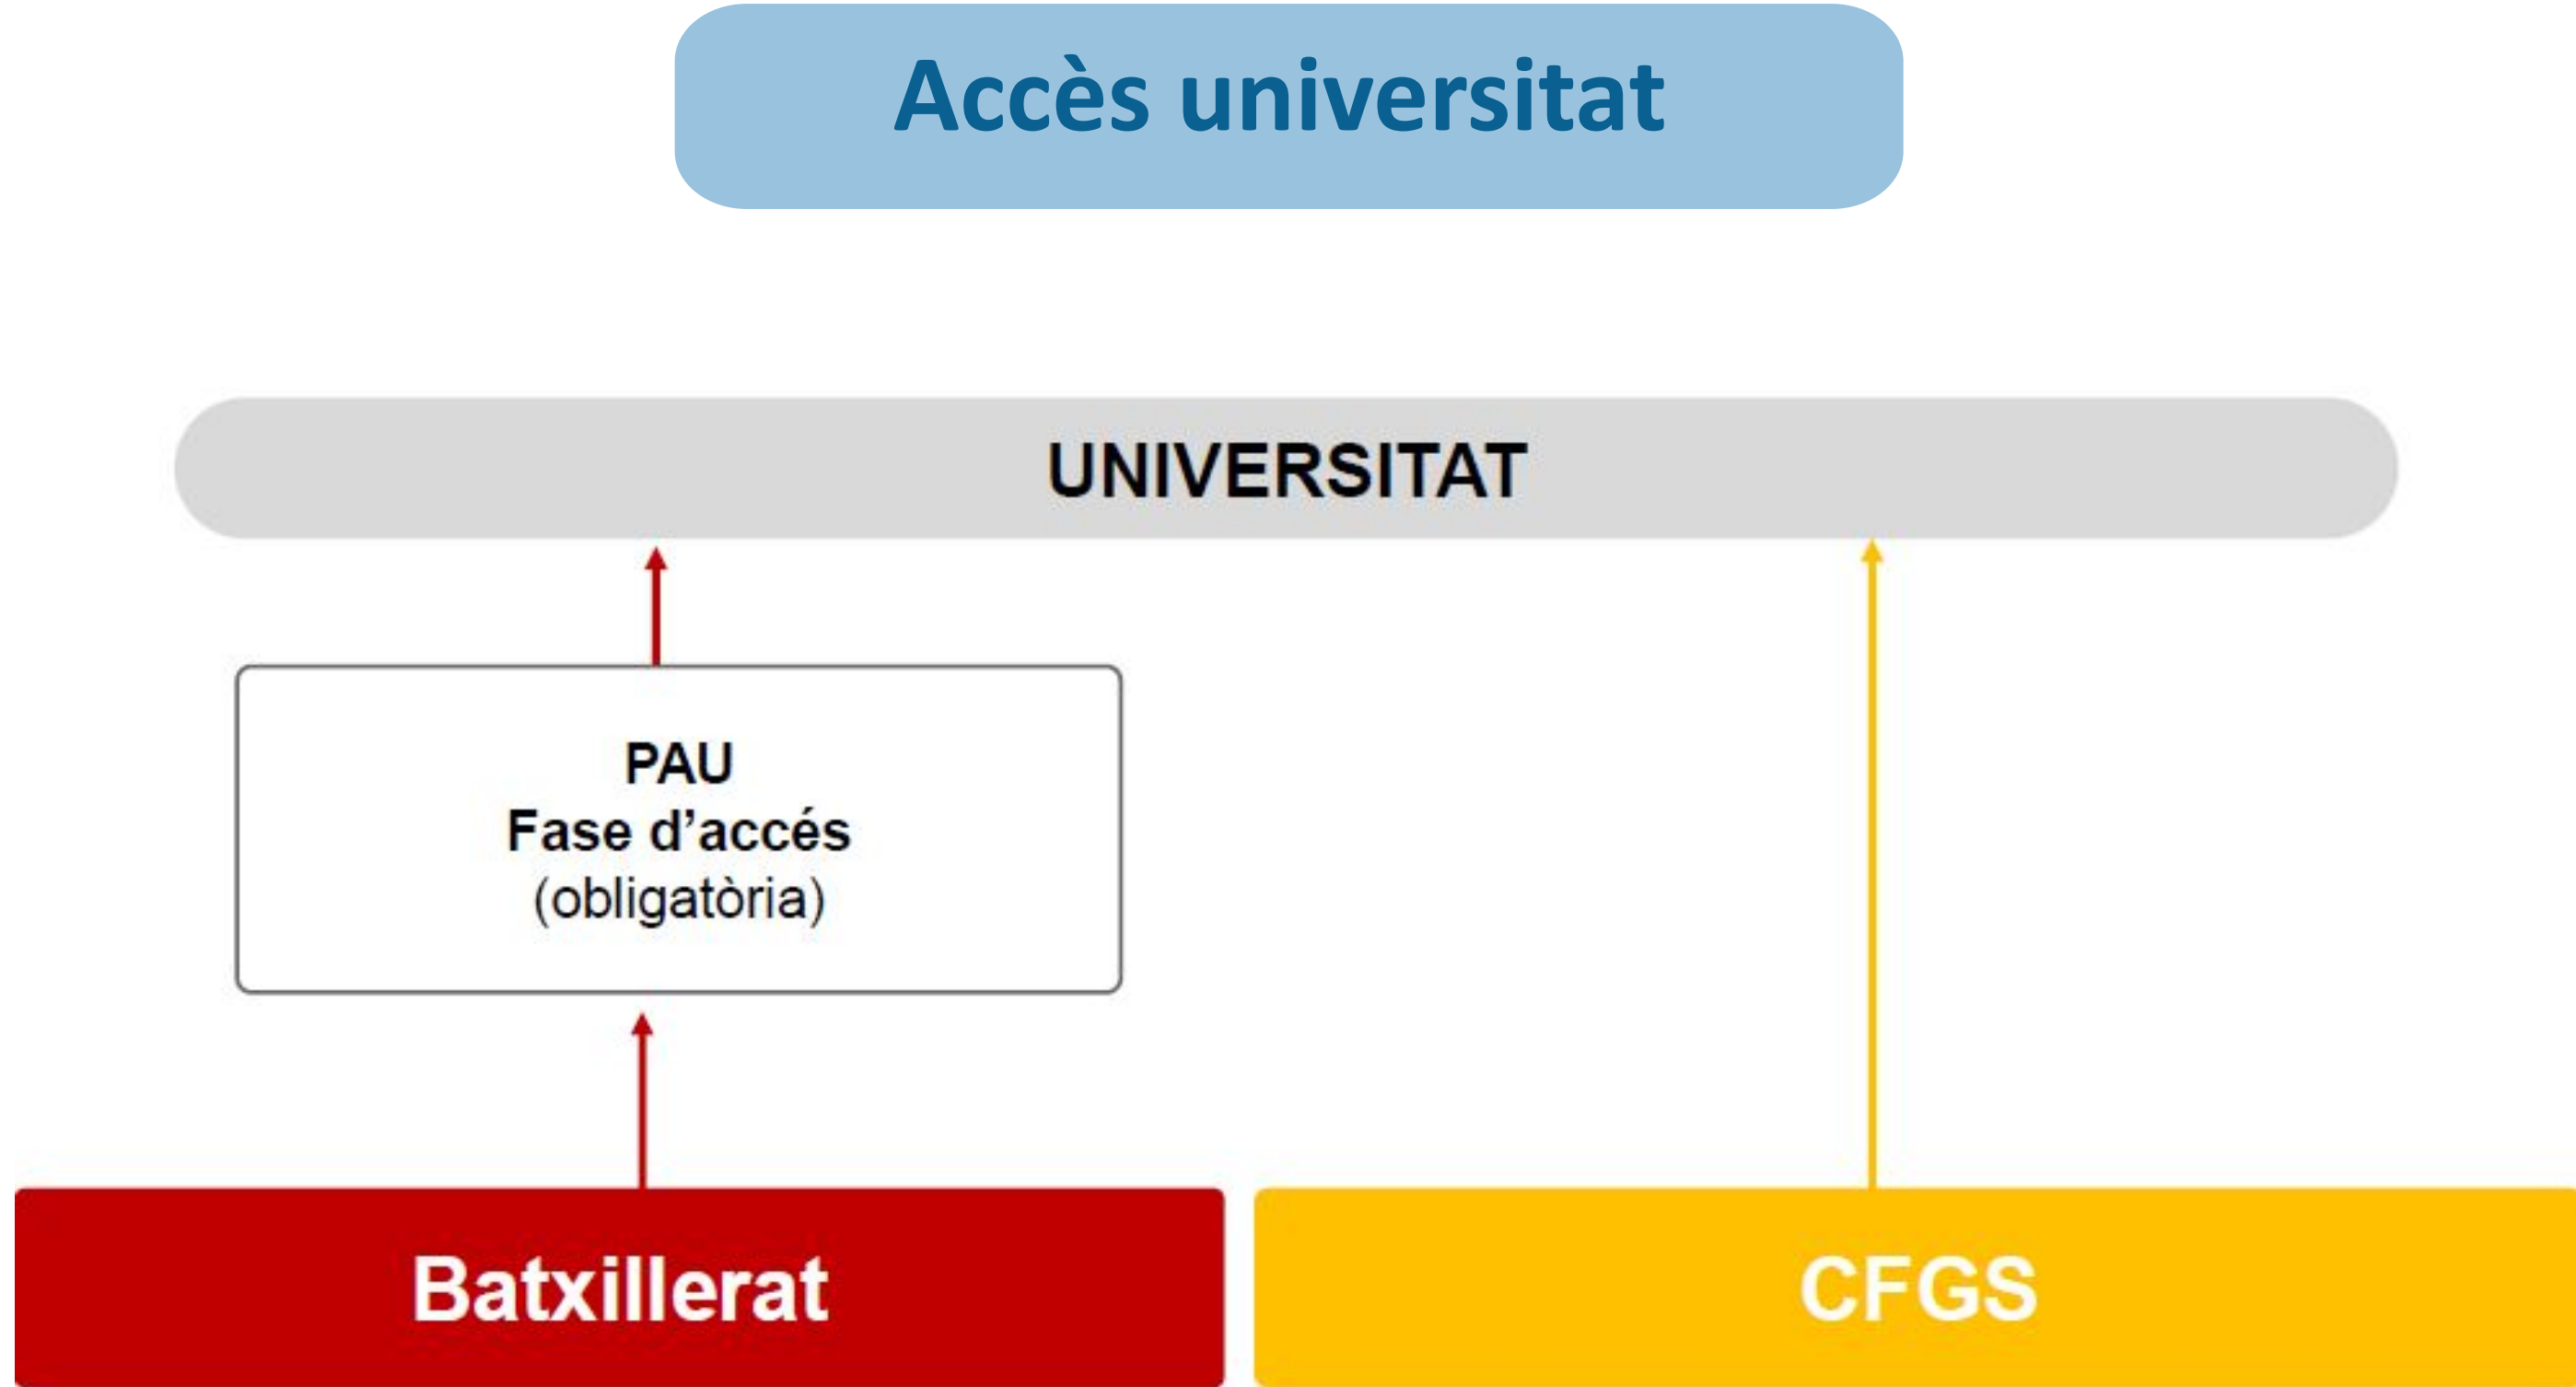 Accès universitat
UNIVERSITAT
PAU
Fase d’accés
(obligatòria)
Batxillerat
CFGS